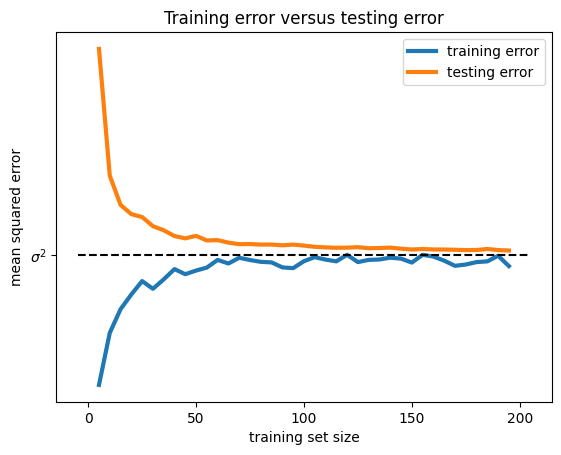 Training error versus testing error
training error
testing error
mean squared error
σ²
0
50
100
150
200
training set size